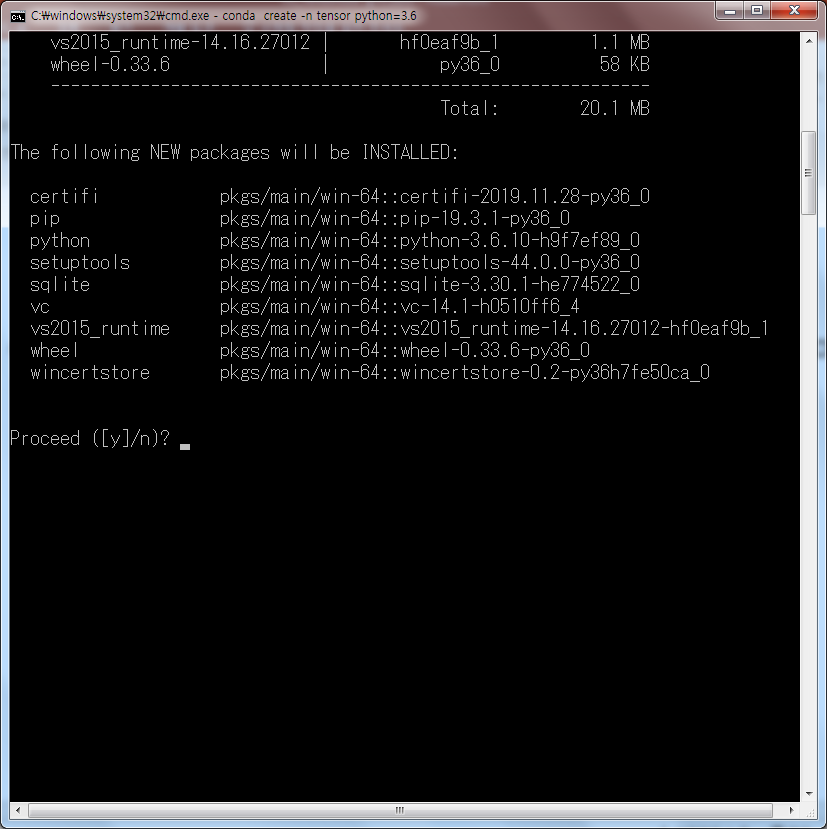 C:₩windows₩system32₩cmd.exe - conda  create -n tensor python=3.6
vs2015_runtime-14.16.27012 |       hf0eaf9b_1         1.1 MB
wheel-0.33.6               |           py36_0          58 KB
------------------------------------------------------------
Total:        20.1 MB
The following NEW packages will be INSTALLED:
certifi            pkgs/main/win-64::certifi-2019.11.28-py36_0
pip                pkgs/main/win-64::pip-19.3.1-py36_0
python             pkgs/main/win-64::python-3.6.10-h9f7ef89_0
setuptools         pkgs/main/win-64::setuptools-44.0.0-py36_0
sqlite             pkgs/main/win-64::sqlite-3.30.1-he774522_0
vc                 pkgs/main/win-64::vc-14.1-h0510ff6_4
vs2015_runtime     pkgs/main/win-64::vs2015_runtime-14.16.27012-hf0eaf9b_1
wheel              pkgs/main/win-64::wheel-0.33.6-py36_0
wincertstore       pkgs/main/win-64::wincertstore-0.2-py36h7fe50ca_0
Proceed ([y]/n)?